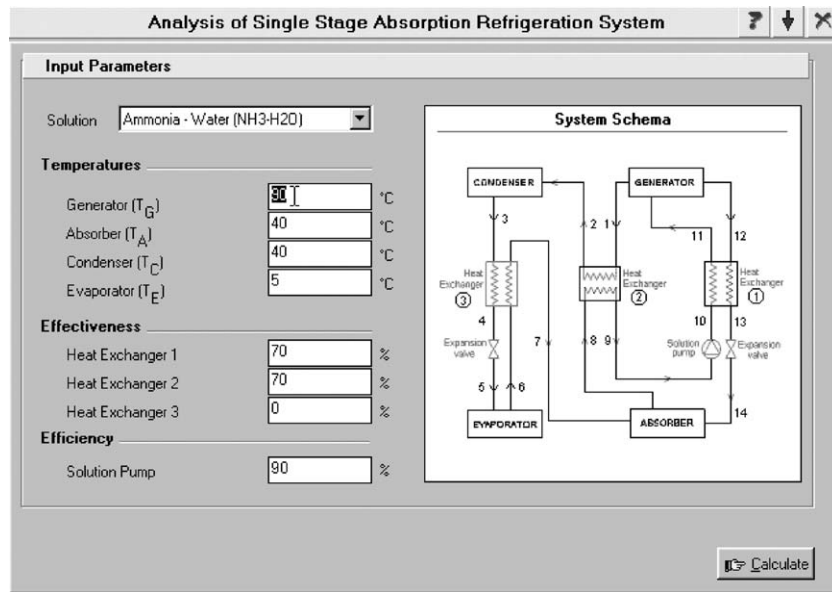 Analysis of Single Stage Absorption Refrigeration System
Input Parameters
Solution Ammonia - Water (NH3-H2O)
Temperatures
Generator (T_G) 90 °C
Absorber (T_A) 40 °C
Condenser (T_C) 40 °C
Evaporator (T_E) 5 °C
Effectiveness
Heat Exchanger 1 70 %
Heat Exchanger 2 70 %
Heat Exchanger 3 0 %
Efficiency
Solution Pump 90 %
System Schema
CONDENSER GENERATOR
3 2 1 11 12
Heat
Exchanger
3
Heat
Exchanger
2
Heat
Exchanger
1
4 10 13
Expansion
valve
7 8 9
Solution
pump
Expansion
valve
5 6
14
EVAPORATOR ABSORBER
Calculate